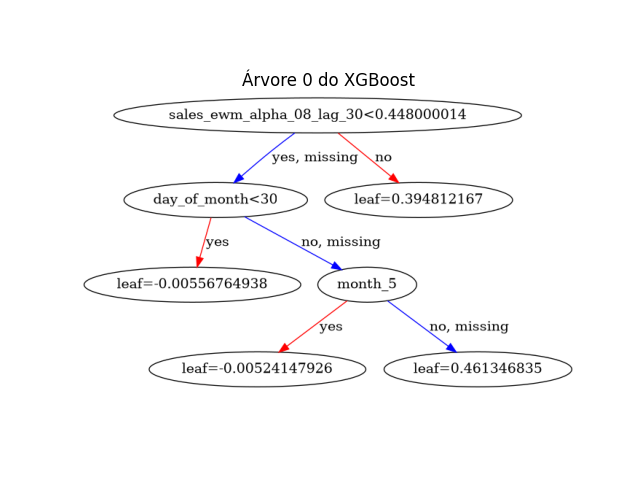 Árvore 0 do XGBoost
sales_ewm_alpha_08_lag_30<0.448000014
yes, missing
no
day_of_month<30
leaf=0.394812167
yes
no, missing
leaf=-0.00556764938
month_5
yes
no, missing
leaf=-0.00524147926
leaf=0.461346835